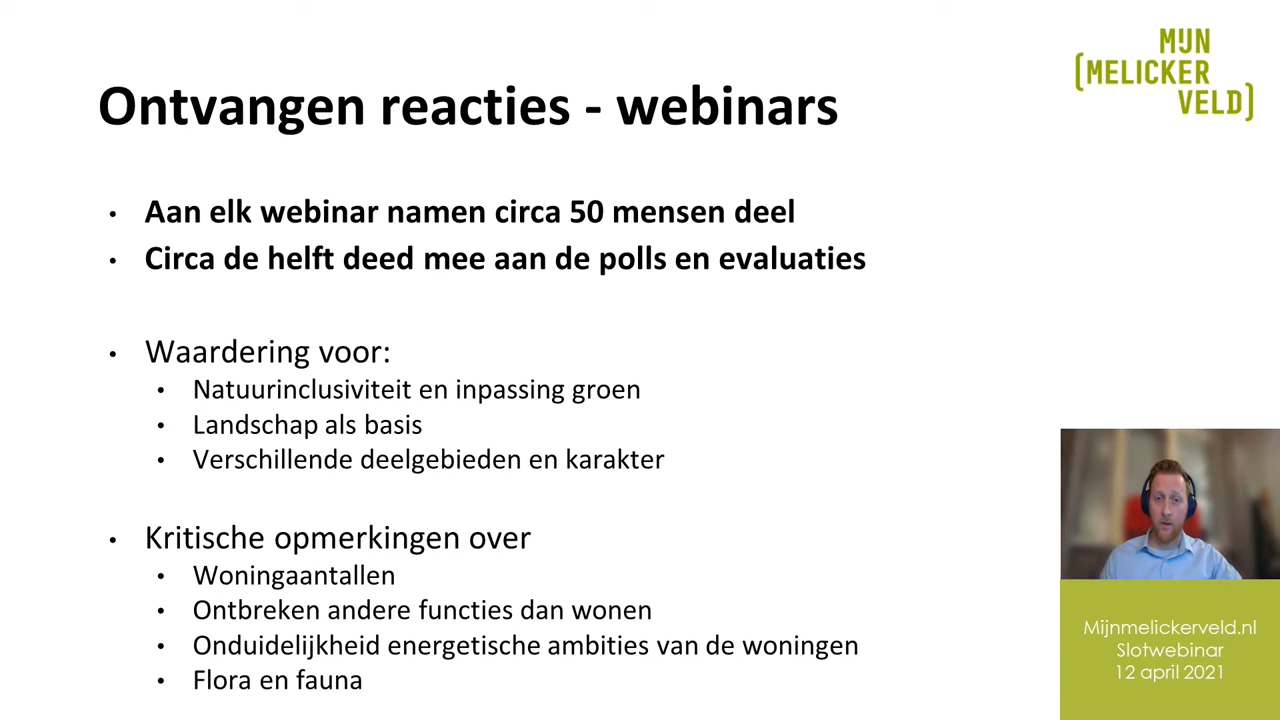 MIJN
[MELICKER
VELD]
Ontvangen reacties - webinars
• Aan elk webinar namen circa 50 mensen deel
• Circa de helft deed mee aan de polls en evaluaties
• Waardering voor:
• Natuurinclusiviteit en inpassing groen
• Landschap als basis
• Verschillende deelgebieden en karakter
• Kritische opmerkingen over
• Woningaantallen
• Ontbreken andere functies dan wonen
• Onduidelijkheid energetische ambities van de woningen
• Flora en fauna
Mijnmelickerveld.nl
Slotwebinar
12 april 2021